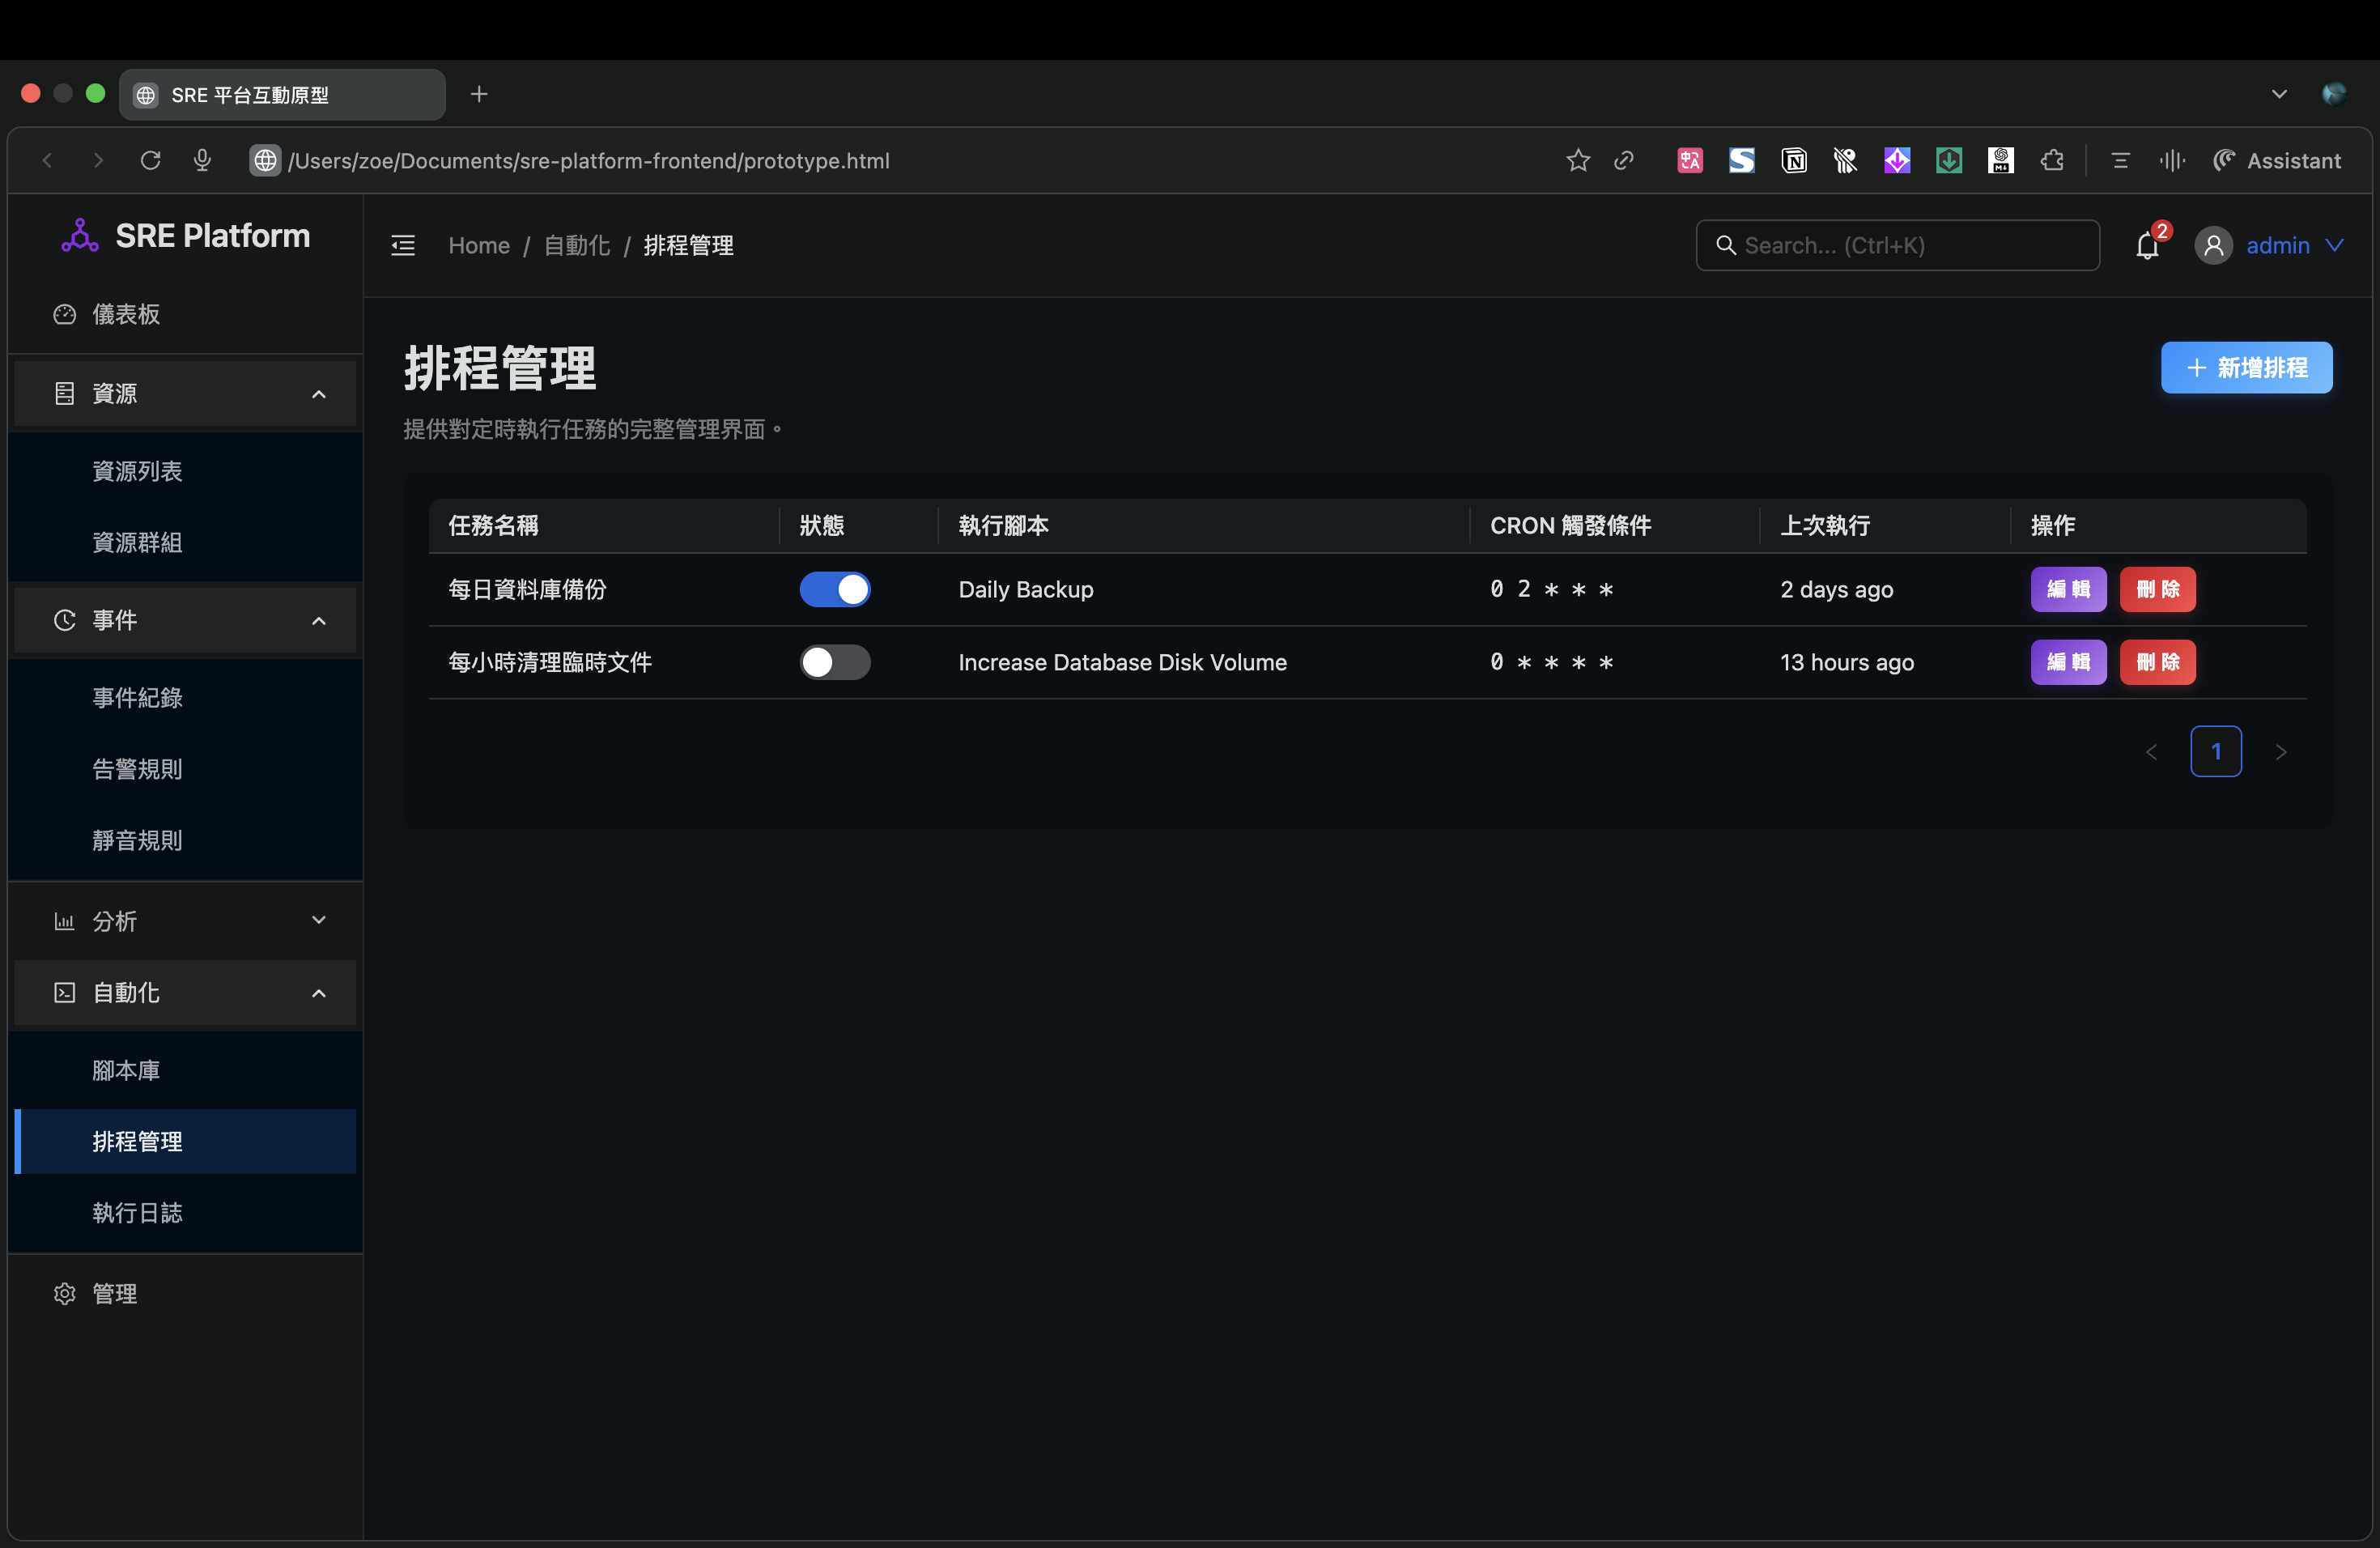 SRE 平台互動原型
/Users/zoe/Documents/sre-platform-frontend/prototype.html
Assistant
SRE Platform
Home / 自動化 / 排程管理
Search... (Ctrl+K)
2
admin
儀表板
資源
資源列表
資源群組
事件
事件紀錄
告警規則
靜音規則
分析
自動化
腳本庫
排程管理
執行日誌
管理
排程管理
新增排程
提供對定時執行任務的完整管理界面。
任務名稱 狀態 執行腳本 CRON 觸發條件 上次執行 操作
每日資料庫備份 Daily Backup 0 2 * * * 2 days ago 編輯 刪除
每小時清理臨時文件 Increase Database Disk Volume 0 * * * * 13 hours ago 編輯 刪除
1